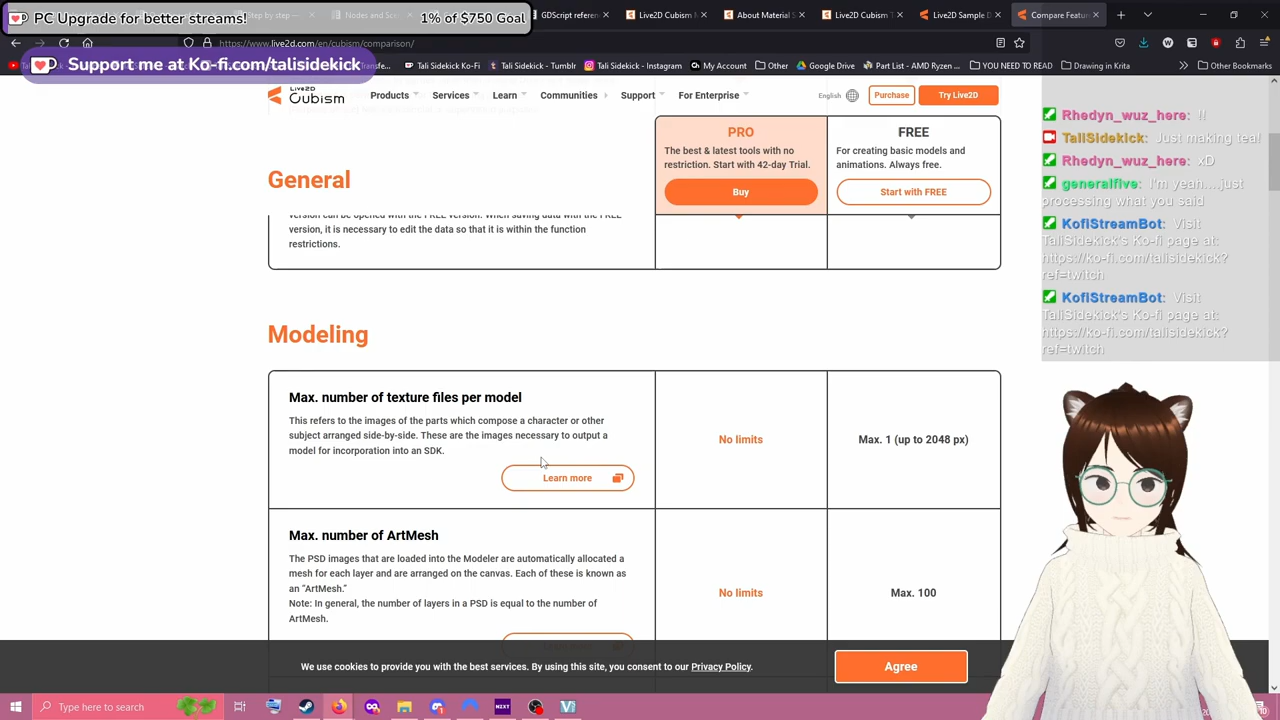 PC Upgrade for better streams!
1% of $750 Goal
Step by step
Nodes and Sce
GDScript referen
Live2D Cubism
About Material S
Live2D Cubism T
Live2D Sample D
Compare Featur
https://www.live2d.com/en/cubism/comparison/
Support me at Ko-fi.com/talisidekick
Transfe...
Tali Sidekick Ko-fi
Tumblr
Instagram
My Account
Other
Google Drive
Part List - AMD Ryzen ...
YOU NEED TO READ
Drawing in Krita
Other Bookmarks
Live2D
Cubism
Products
Services
Learn
Communities
Support
For Enterprise
English
Purchase
Try Live2D
General
PRO
The best & latest tools with no
restriction. Start with 42-day Trial.
Buy
FREE
For creating basic models and
animations. Always free.
Start with FREE
version can be opened with the FREE version. When saving data with the FREE
version, it is necessary to edit the data so that it is within the function
restrictions.
Modeling
Max. number of texture files per model
This refers to the images of the parts which compose a character or other
subject arranged side-by-side. These are the images necessary to output a
model for incorporation into an SDK.
Learn more
No limits
Max. 1 (up to 2048 px)
Max. number of ArtMesh
The PSD images that are loaded into the Modeler are automatically allocated a
mesh for each layer and are arranged on the canvas. Each of these is known as
an "ArtMesh."
Note: In general, the number of layers in a PSD is equal to the number of
ArtMesh.
No limits
Max. 100
We use cookies to provide you with the best services. By using this site, you consent to our Privacy Policy.
Agree
Rhedyn_wuz_here: !!
TaliSidekick: Just making tea!
Rhedyn_wuz_here: xD
generalfive: I'm yeah....just
processing what you said
KofiStreamBot: Visit
TaliSidekick's Ko-fi page at:
https://ko-fi.com/talisidekick?
ref=twitch
KofiStreamBot: Visit
TaliSidekick's Ko-fi page at:
https://ko-fi.com/talisidekick?
ref=twitch
Type here to search